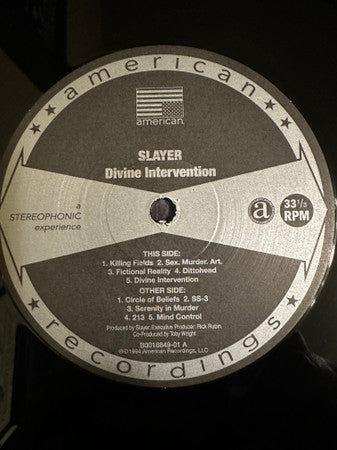 american
american.
SLAYER
Divine Intervention
a
STEREOPHONIC
experience
a
33 1/3
RPM
THIS SIDE:
1. Killing Fields 2. Sex. Murder. Art.
3. Fictional Reality 4. Dittohead
5. Divine Intervention
OTHER SIDE:
1. Circle of Beliefs 2. SS-3
3. Serenity in Murder
4. 213 5. Mind Control
Produced by Slayer, Executive Producer: Rick Rubin,
Co-Produced by Toby Wright
B0018849-01 A
℗©1994 American Recordings, LLC
recordings